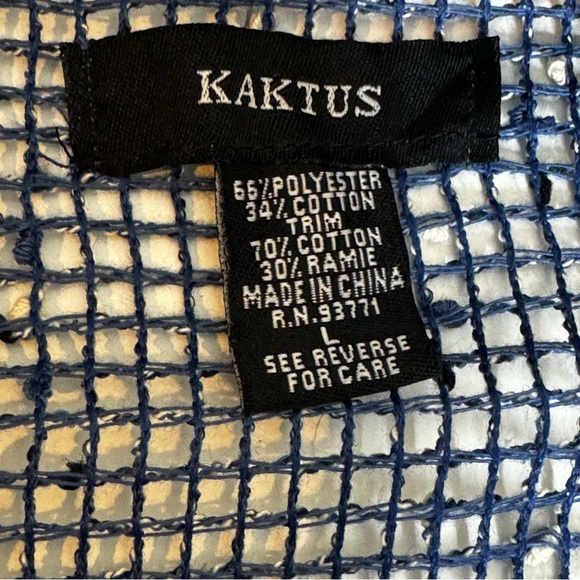 KAKTUS
66%POLYESTER
34% COTTON
TRIM
70% COTTON
30% RAMIE
MADE IN CHINA
R.N.93771
L
SEE REVERSE
FOR CARE